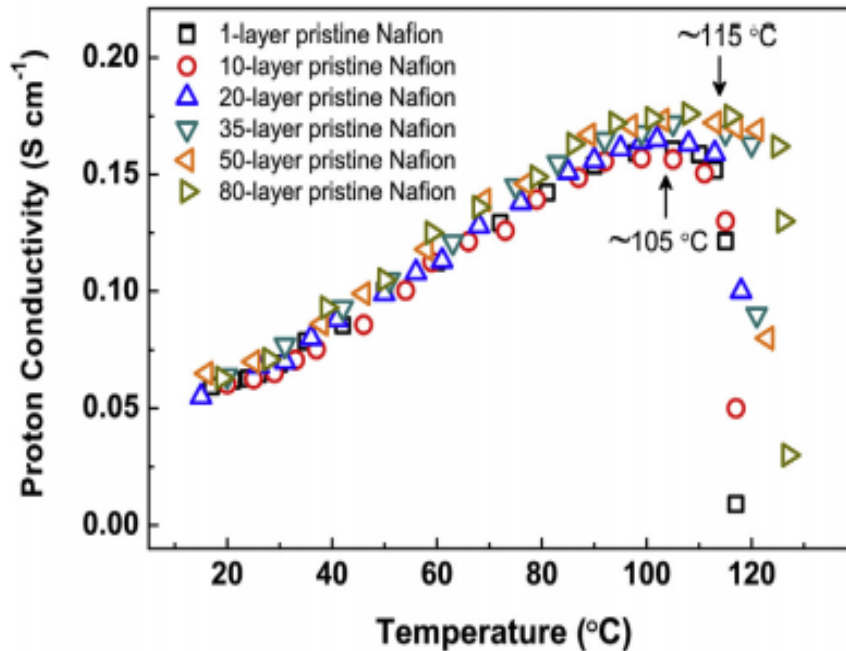 1-layer pristine Nafion
10-layer pristine Nafion
20-layer pristine Nafion
35-layer pristine Nafion
50-layer pristine Nafion
80-layer pristine Nafion
~115 °C
~105 °C
Proton Conductivity (S cm⁻¹)
0.20
0.15
0.10
0.05
0.00
20 40 60 80 100 120
Temperature (°C)